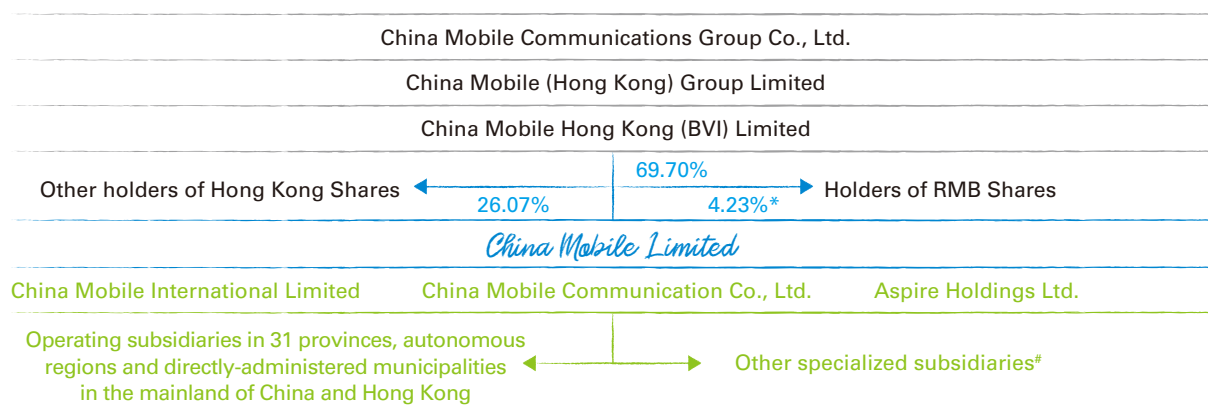 China Mobile Communications Group Co., Ltd.
China Mobile (Hong Kong) Group Limited
China Mobile Hong Kong (BVI) Limited
69.70%
Other holders of Hong Kong Shares
Holders of RMB Shares
26.07%
4.23%*
China Mobile Limited
China Mobile International Limited
China Mobile Communication Co., Ltd.
Aspire Holdings Ltd.
Operating subsidiaries in 31 provinces, autonomous
regions and directly-administered municipalities
in the mainland of China and Hong Kong
Other specialized subsidiaries#